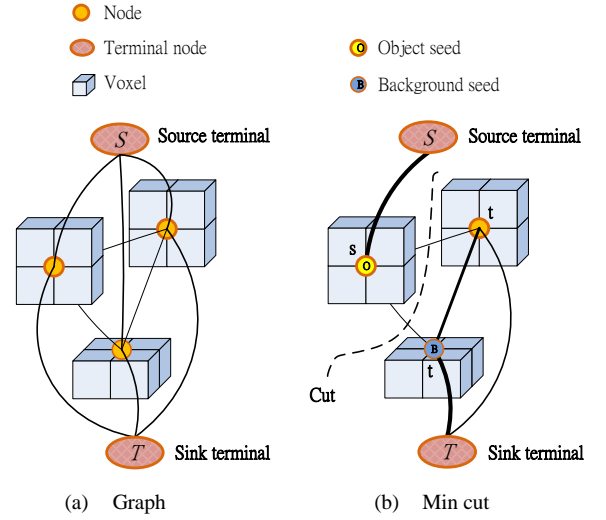 Node
Terminal node
Voxel
O Object seed
B Background seed
S Source terminal
T Sink terminal
(a) Graph
S Source terminal
t
s
O
B
t
Cut
T Sink terminal
(b) Min cut